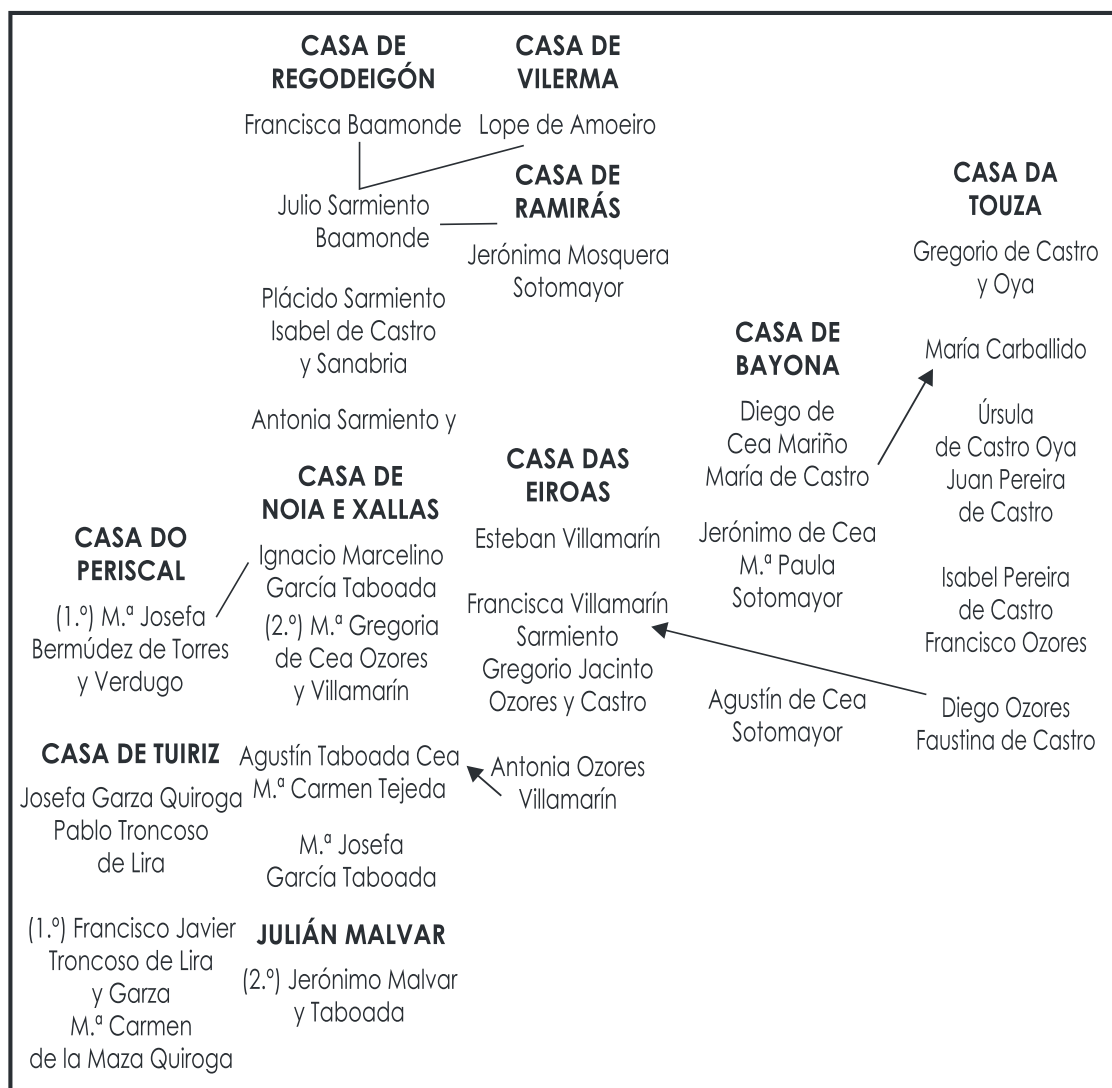 CASA DE
REGODEIGÓN
Francisca Baamonde
CASA DE
VILERMA
Lope de Amoeiro
Julio Sarmiento
Baamonde
CASA DE
RAMIRÁS
Jerónima Mosquera
Sotomayor
Plácido Sarmiento
Isabel de Castro
y Sanabria
Antonia Sarmiento y
CASA DA
TOUZA
Gregorio de Castro
y Oya
María Carballido
Úrsula
de Castro Oya
Juan Pereira
de Castro
Isabel Pereira
de Castro
Francisco Ozores
Diego Ozores
Faustina de Castro
CASA DE
BAYONA
Diego de
Cea Mariño
María de Castro
Jerónimo de Cea
M.ª Paula
Sotomayor
Agustín de Cea
Sotomayor
CASA DAS
EIROAS
Esteban Villamarín
Francisca Villamarín
Sarmiento
Gregorio Jacinto
Ozores y Castro
Antonia Ozores
Villamarín
CASA DE
NOIA E XALLAS
Ignacio Marcelino
García Taboada
(2.º) M.ª Gregoria
de Cea Ozores
y Villamarín
Agustín Taboada Cea
M.ª Carmen Tejeda
M.ª Josefa
García Taboada
JULIÁN MALVAR
(2.º) Jerónimo Malvar
y Taboada
CASA DO
PERISCAL
(1.º) M.ª Josefa
Bermúdez de Torres
y Verdugo
CASA DE TUIRIZ
Josefa Garza Quiroga
Pablo Troncoso
de Lira
(1.º) Francisco Javier
Troncoso de Lira
y Garza
M.ª Carmen
de la Maza Quiroga